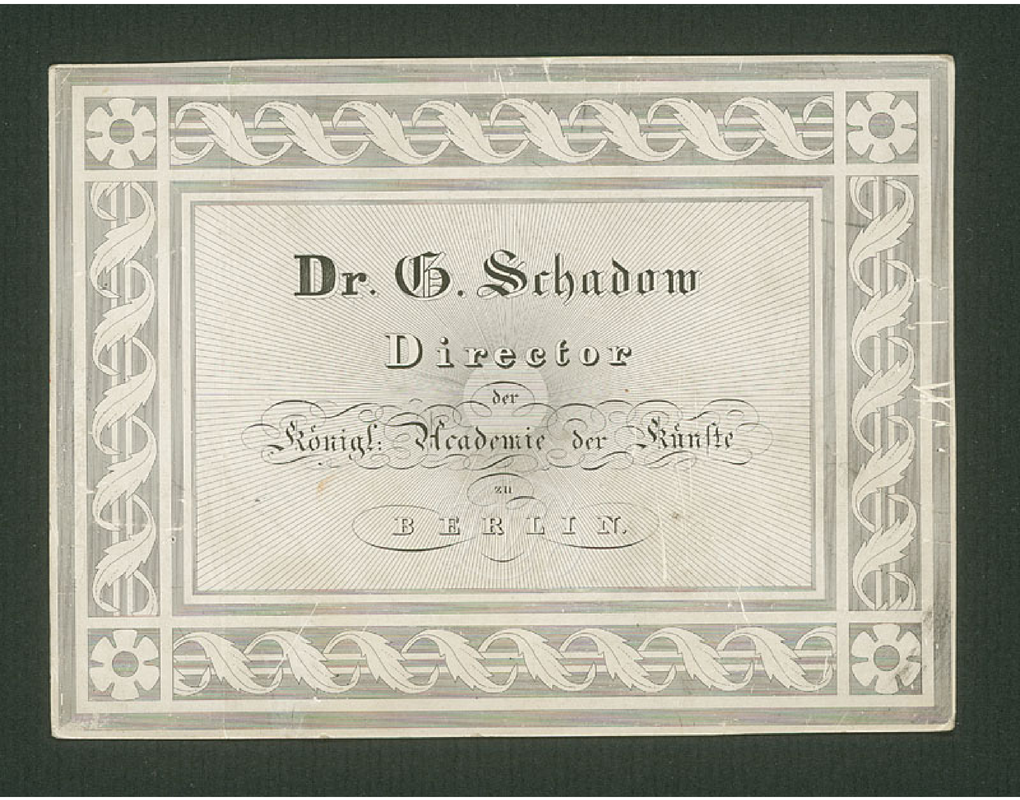 Dr. G. Schadow
Director
der
Königl: Academie der Künste
zu
BERLIN.